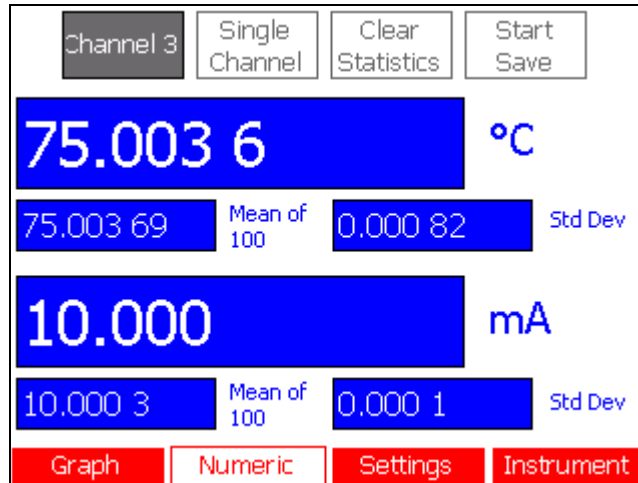 Channel 3
Single
Channel
Clear
Statistics
Start
Save
75.003 6
°C
75.003 69
Mean of
100
0.000 82
Std Dev
10.000
mA
10.000 3
Mean of
100
0.000 1
Std Dev
Graph
Numeric
Settings
Instrument